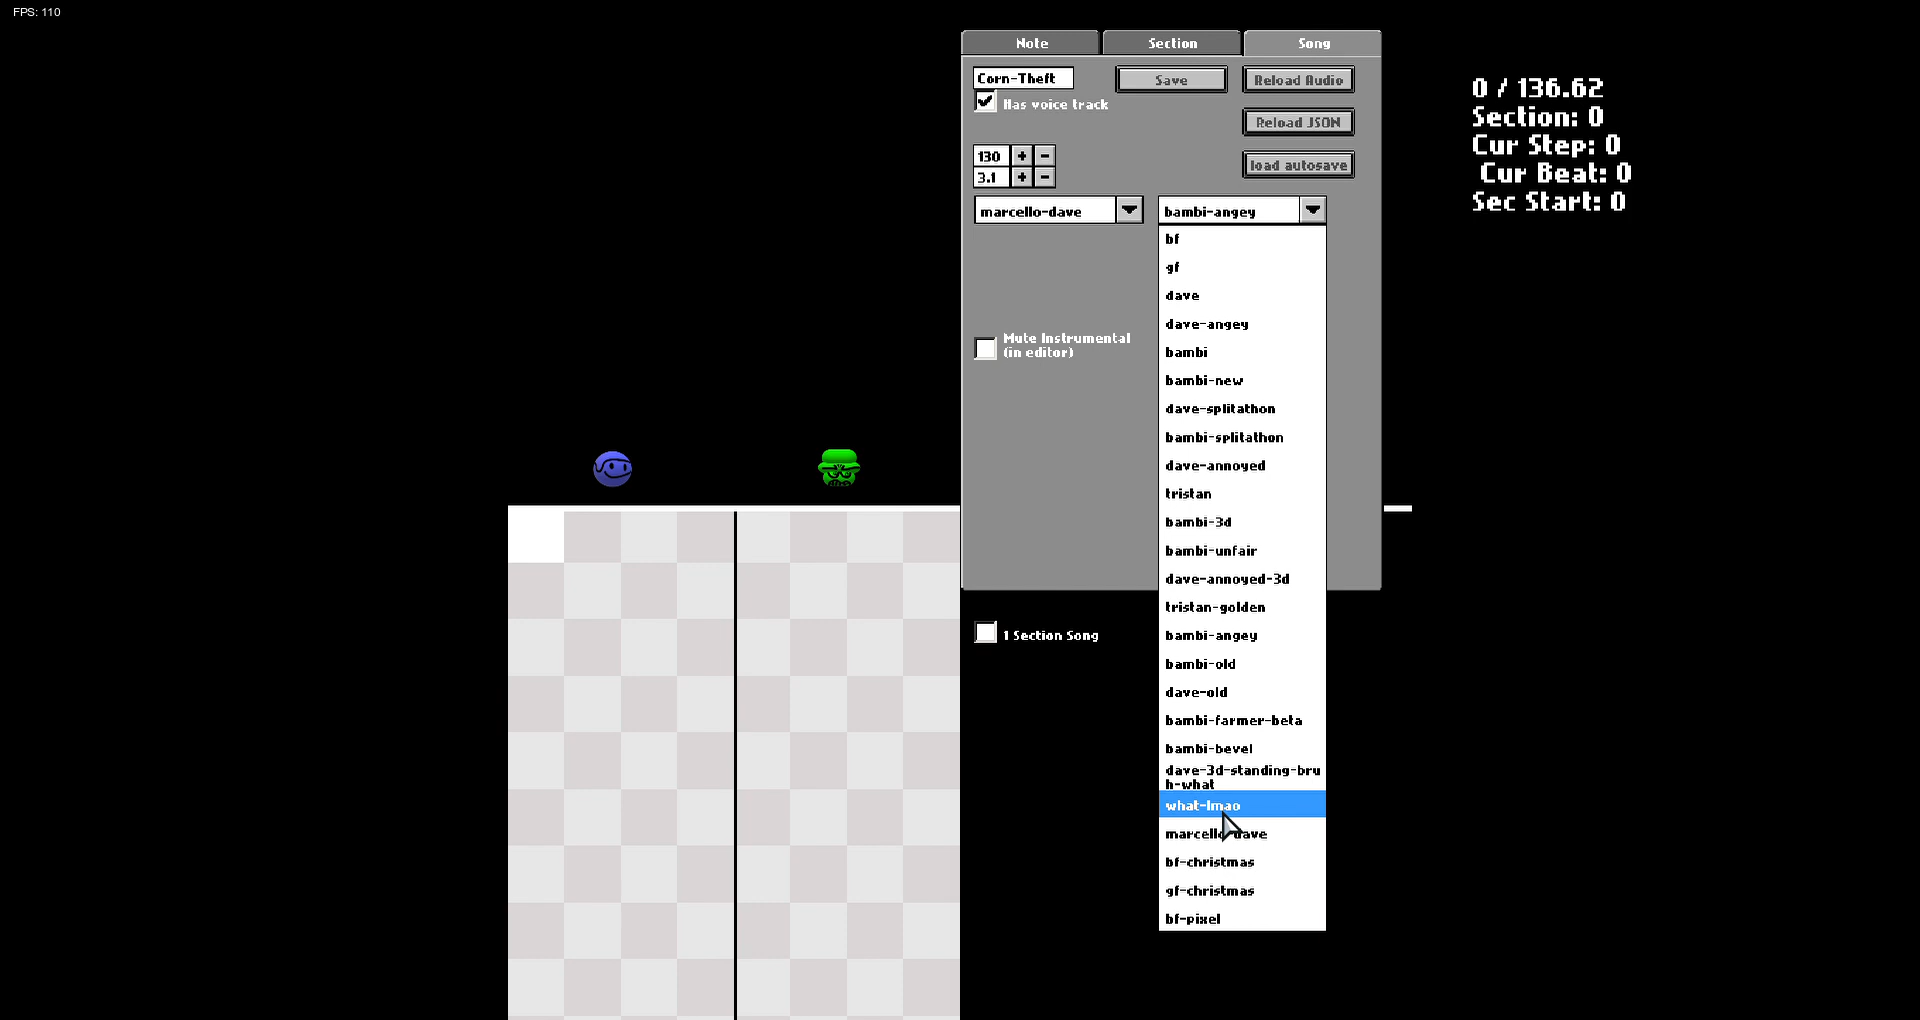 FPS: 110
Note
Section
Song
Corn-Theft
Save
Reload Audio
Has voice track
Reload JSON
130 + -
load autosave
3.1 + -
marcello-dave
bambi-angey
bf
gf
dave
dave-angey
Mute Instrumental
(in editor)
bambi
bambi-new
dave-splitathon
bambi-splitathon
dave-annoyed
tristan
bambi-3d
bambi-unfair
dave-annoyed-3d
tristan-golden
1 Section Song
bambi-angey
bambi-old
dave-old
bambi-farmer-beta
bambi-bevel
dave-3d-standing-bru
h-what
what-lmao
marcello-dave
bf-christmas
gf-christmas
bf-pixel
0 / 136.62
Section: 0
Cur Step: 0
Cur Beat: 0
Sec Start: 0